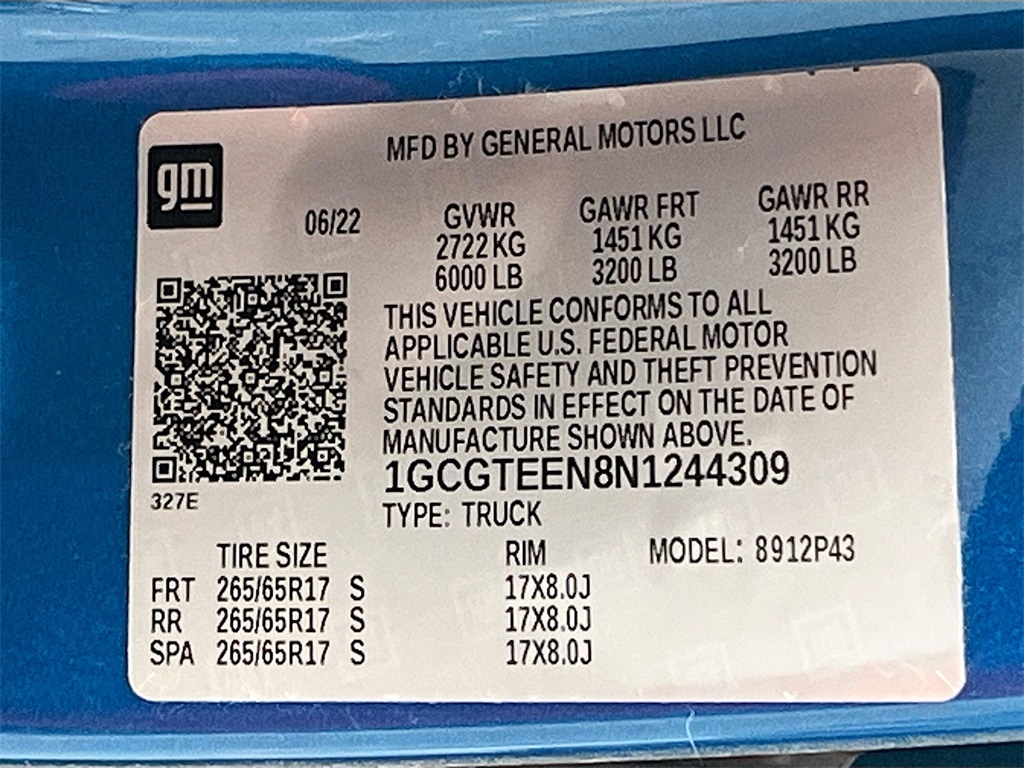 MFD BY GENERAL MOTORS LLC
gm
06/22 GVWR GAWR FRT GAWR RR
2722 KG 1451 KG 1451 KG
6000 LB 3200 LB 3200 LB
THIS VEHICLE CONFORMS TO ALL
APPLICABLE U.S. FEDERAL MOTOR
VEHICLE SAFETY AND THEFT PREVENTION
STANDARDS IN EFFECT ON THE DATE OF
MANUFACTURE SHOWN ABOVE.
1GCGTEEN8N1244309
327E
TYPE: TRUCK
TIRE SIZE RIM MODEL: 8912P43
FRT 265/65R17 S 17X8.0J
RR 265/65R17 S 17X8.0J
SPA 265/65R17 S 17X8.0J